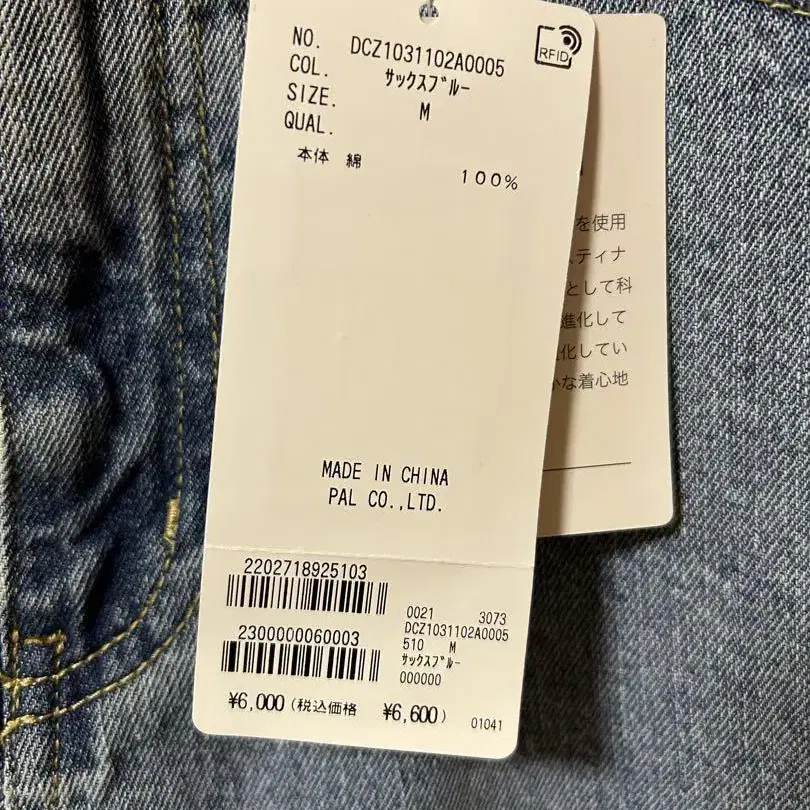 NO. DCZ1031102A0005
COL. サックスブルー
SIZE. M
QUAL.
本体 綿
100%
MADE IN CHINA
PAL CO.,LTD.
2202718925103
2300000060003
0021 3073
DCZ1031102A0005
510 M
サックスブルー
000000
¥6,000(税込価格 ¥6,600) 01041
RFID
を使用
スティナ
として科
進化して
化してい
かな着心地